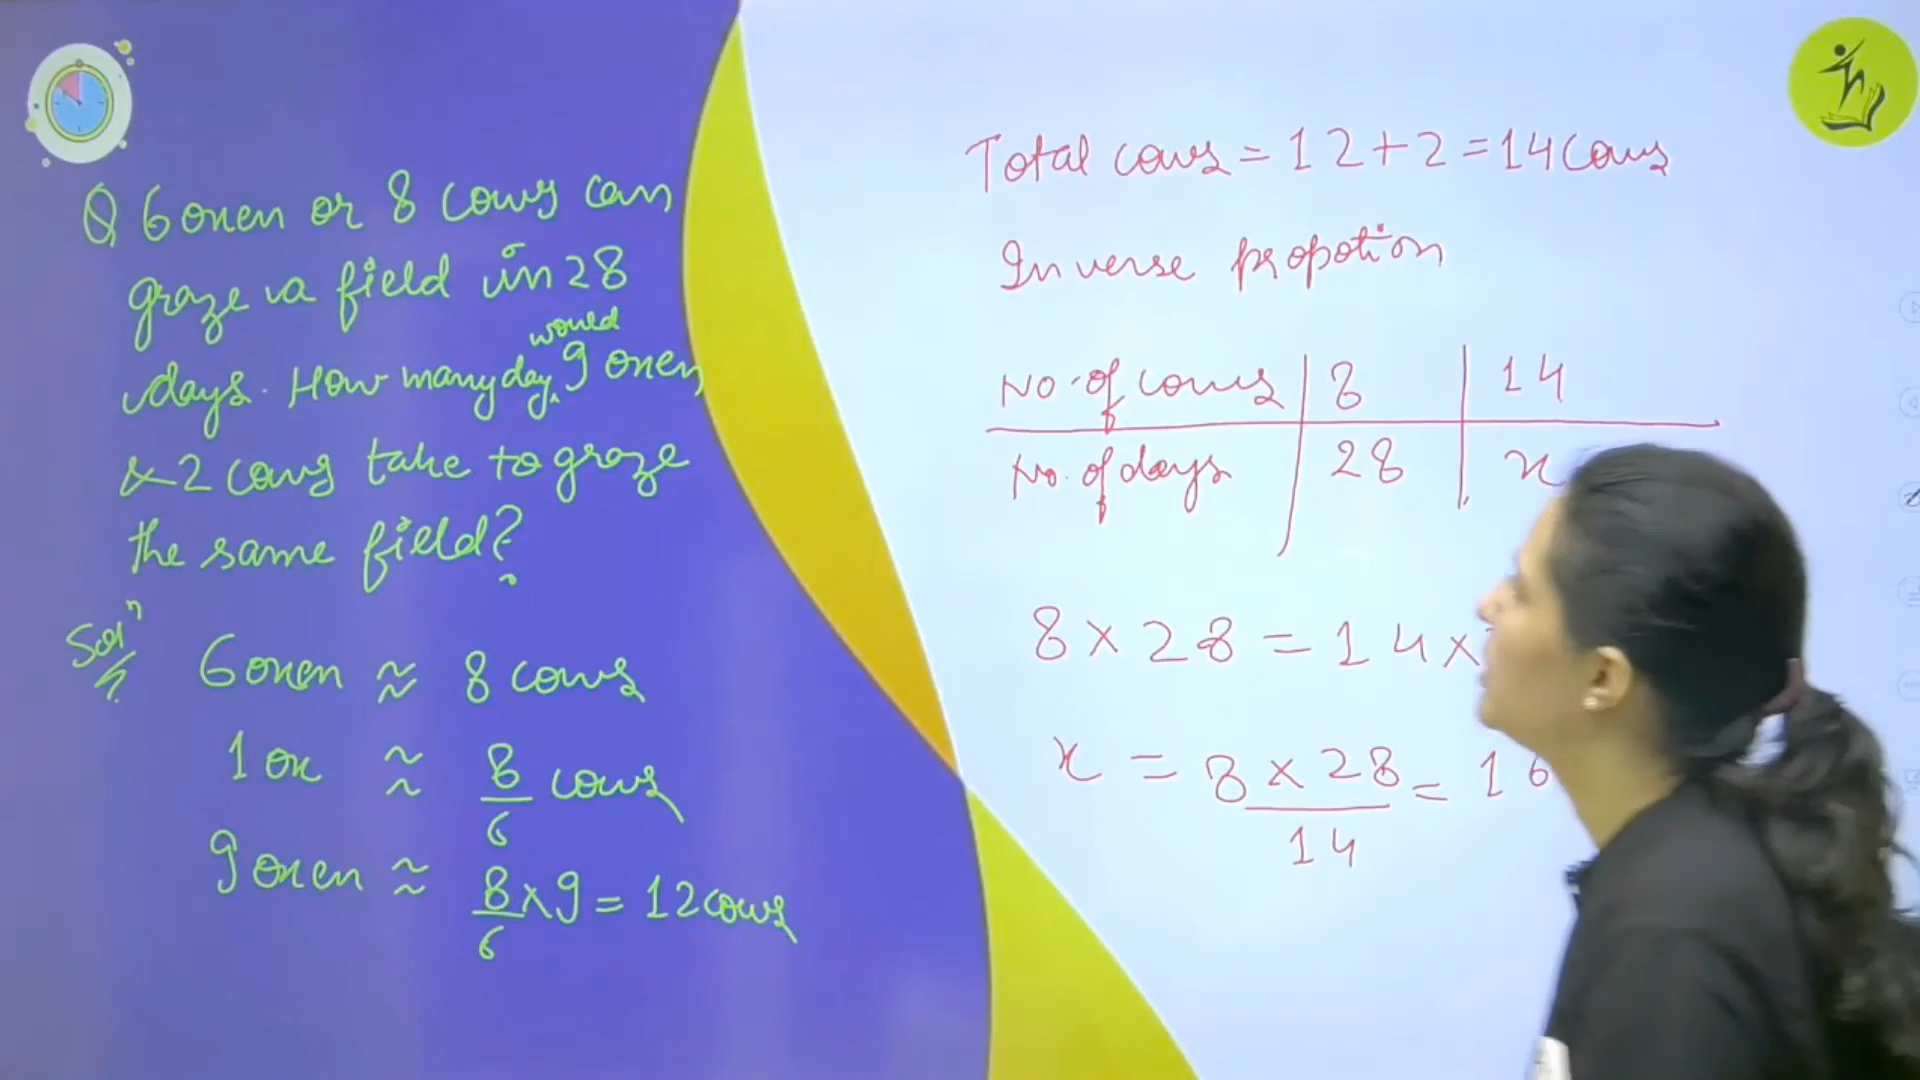 Q 6 oxen or 8 cows can
graze a field in 28
days. How many days would 9 oxen
& 2 cows take to graze
the same field?
Solⁿ
6 oxen ≈ 8 cows
1 ox ≈ 8/6 cows
9 oxen ≈ 8/6 × 9 = 12 cows
Total cows = 12 + 2 = 14 cows
Inverse propotion
No. of cows | 8 | 14
No. of days | 28 | x
8 × 28 = 14 ×
x = 8 × 28 / 14 = 16